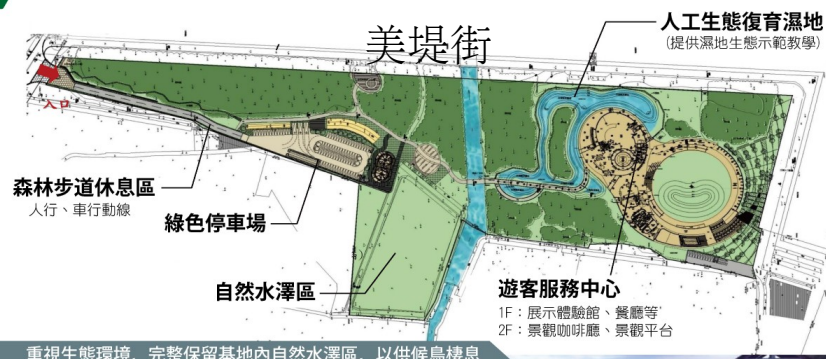 美堤街
人工生態復育濕地
(提供濕地生態示範教學)
入口
森林步道休息區
人行、車行動線
綠色停車場
自然水澤區
遊客服務中心
1F：展示體驗館、餐廳等
2F：景觀咖啡廳、景觀平台
重視生態環境，完整保留基地內自然水澤區，以供候鳥棲息